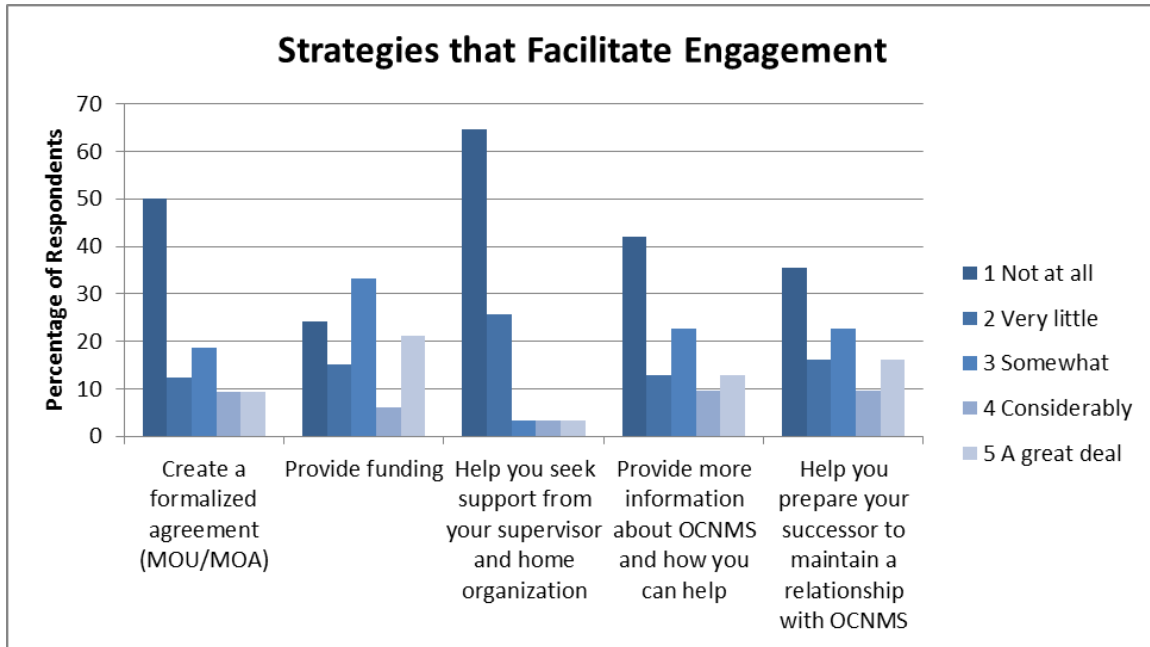 Strategies that Facilitate Engagement
Percentage of Respondents
70
60
50
40
30
20
10
0
Create a
formalized
agreement
(MOU/MOA)
Provide funding
Help you seek
support from
your supervisor
and home
organization
Provide more
information
about OCNMS
and how you
can help
Help you
prepare your
successor to
maintain a
relationship
with OCNMS
1 Not at all
2 Very little
3 Somewhat
4 Considerably
5 A great deal